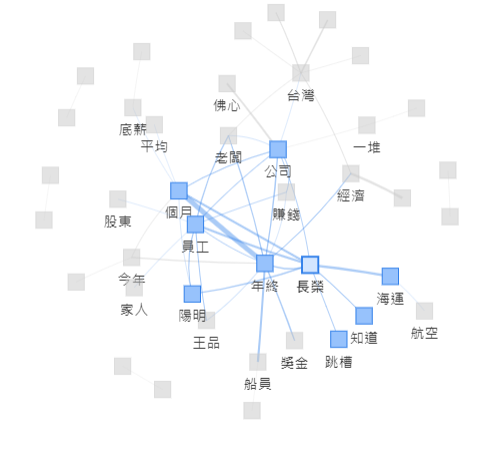 佛心
台灣
底薪
平均
老闆
一堆
公司
經濟
個月
賺錢
股東
員工
今年
年終
長榮
海運
家人
陽明
王品
知道
航空
獎金
跳槽
船員